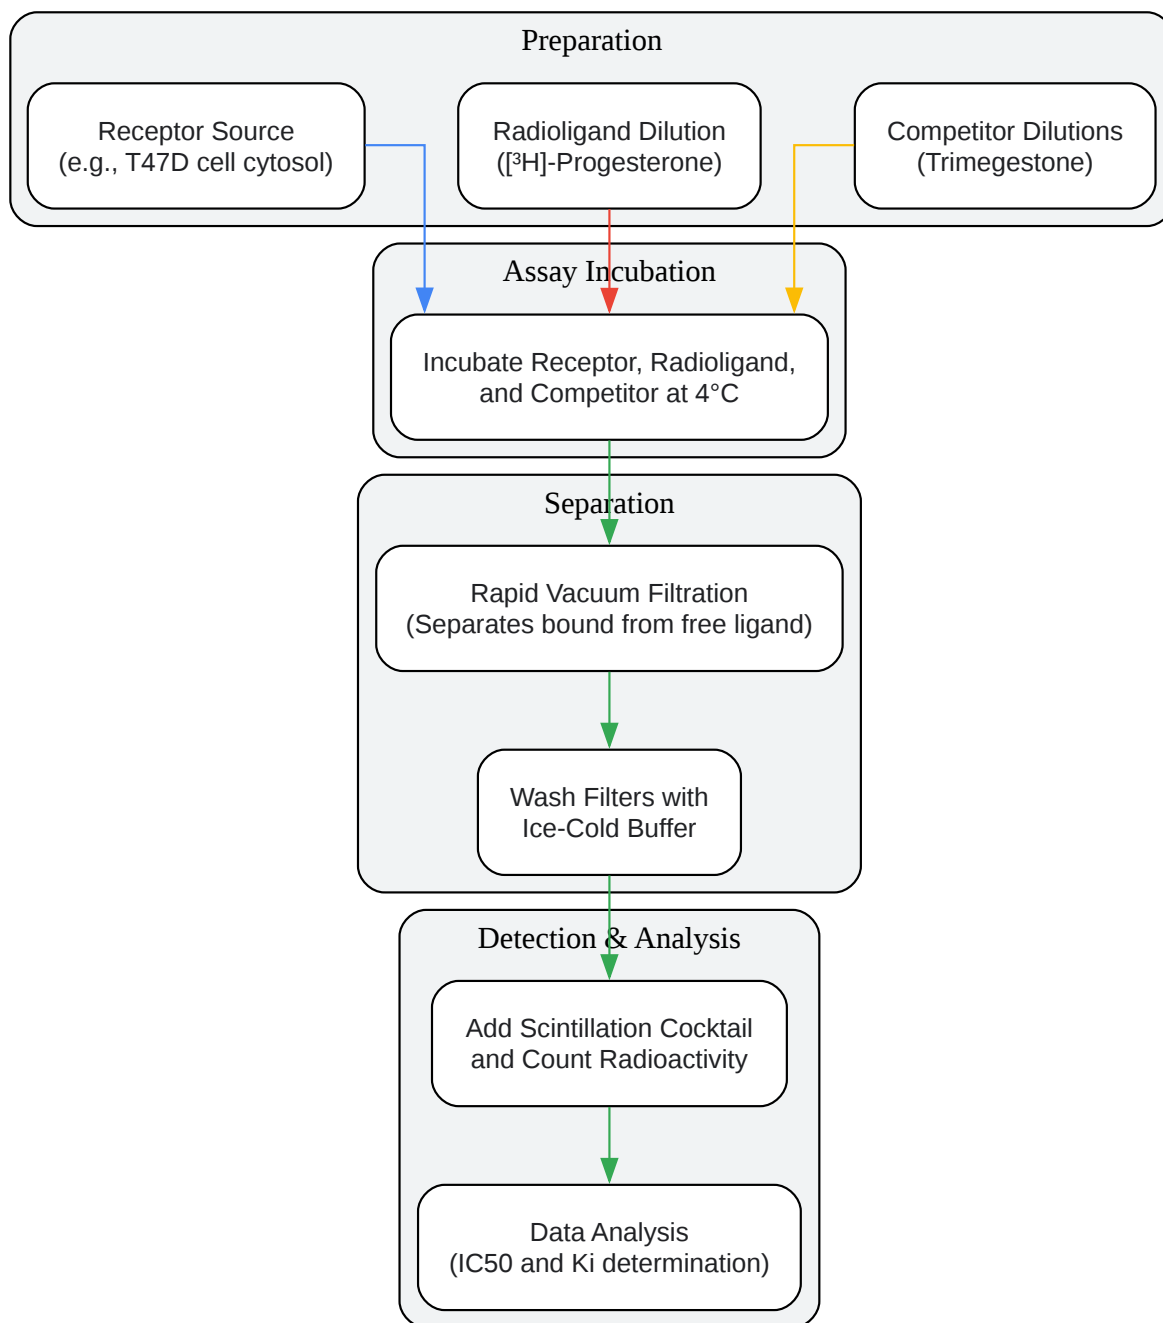 Preparation
Receptor Source
(e.g., T47D cell cytosol)
Radioligand Dilution
([³H]-Progesterone)
Competitor Dilutions
(Trimegestone)
Assay Incubation
Incubate Receptor, Radioligand,
and Competitor at 4°C
Separation
Rapid Vacuum Filtration
(Separates bound from free ligand)
Wash Filters with
Ice-Cold Buffer
Detection & Analysis
Add Scintillation Cocktail
and Count Radioactivity
Data Analysis
(IC50 and Ki determination)